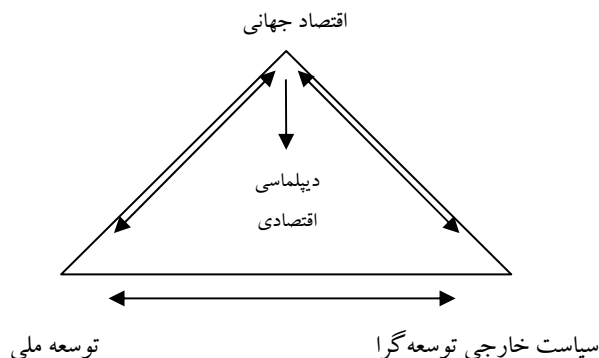 اقتصاد جهانی
دیپلماسی
اقتصادی
سیاست خارجی توسعه‌گرا
توسعه ملی